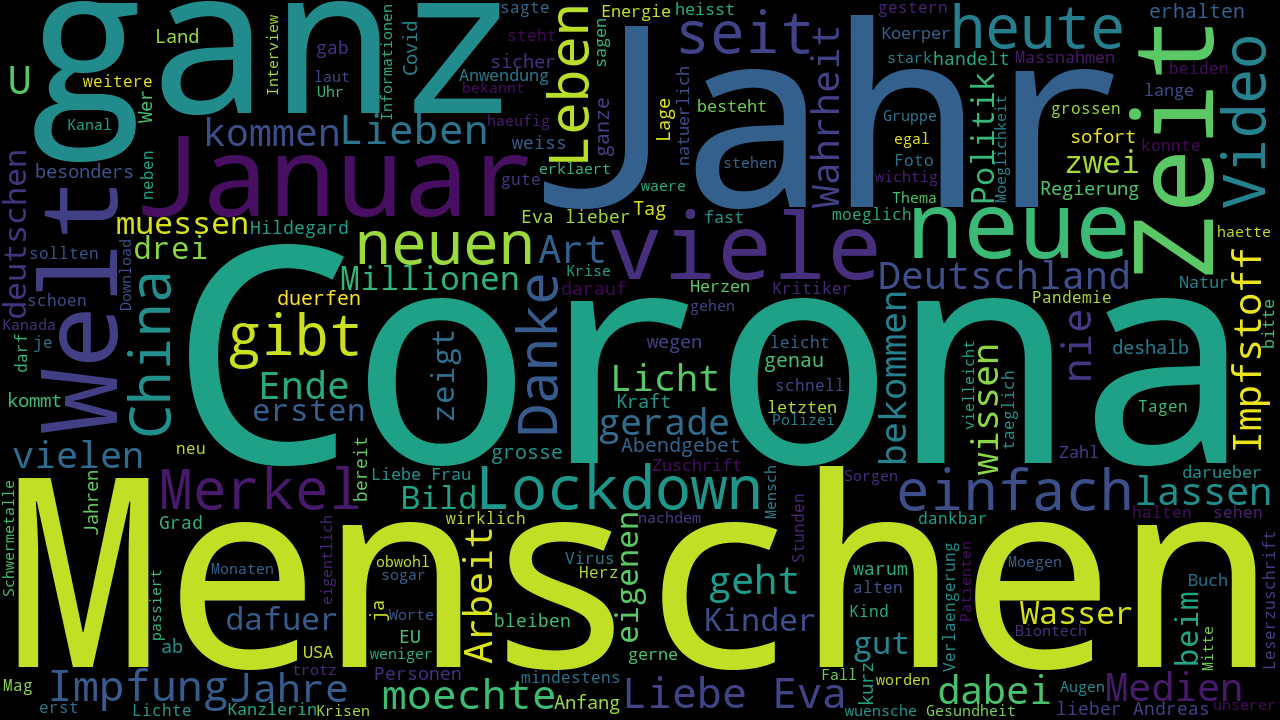 ganz
Jahr
Corona
Menschen
Januar
viele
neue
zeit
Welt
heute
video
seit
Leben
Wahrheit
Politik
zwei
Deutschland
Impfstoff
nie
China
neuen
gibt
Danke
Art
Millionen
Licht
gerade
bekommen
wissen
einfach
lassen
Lockdown
Merkel
Bild
vielen
Ende
ersten
zeigt
kommen
Lieben
muessen
drei
deutschen
Impfung
Jahre
moechte
Liebe Eva
dabei
Medien
Kinder
geht
gut
Wasser
beim
eigenen
Arbeit
dafuer
sagte
Energie
heisst
gestern
erhalten
Land
Interview
gab
Informationen
Covid
steht
sicher
sagen
Koerper
stark
handelt
Massnahmen
beiden
U
weitere
Wer
laut
Uhr
Anwendung
bekannt
ganze
Lage
besteht
Gruppe
grossen
lange
Kanal
haeufig
weiss
natuerlich
egal
Moeglichkeit
sofort
konnte
besonders
neben
gute
erklaert
stehen
Foto
wichtig
Regierung
waere
Thema
Hildegard
Eva lieber
Tag
fast
moeglich
haette
sollten
Download
Krise
darauf
Herzen
gehen
Kritiker
Natur
schoen
duerfen
Pandemie
bitte
Kanada
je
darf
wegen
leicht
genau
vielleicht
deshalb
schnell
kommt
Kraft
letzten
Polizei
taeglich
Tagen
Abendgebet
neu
bereit
grosse
Zuschrift
Zahl
Liebe Frau
Mensch
Sorgen
darueber
Schwermetalle
Jahren
Grad
eigentlich
wirklich
nachdem
Stunden
dankbar
halten
sehen
passiert
Monaten
obwohl
sogar
Virus
Herz
warum
alten
Verlaengerung
Patienten
Moegen
Buch
Leserzuschrift
ja
Worte
bleiben
Kind
Biontech
Mitte
ab
USA
EU
weniger
gerne
trotz
Personen
mindestens
Fall
kurz
worden
Augen
Mag
erst
Lichte
Kanzlerin
Krisen
Anfang
wuensche
Gesundheit
lieber Andreas
unserer